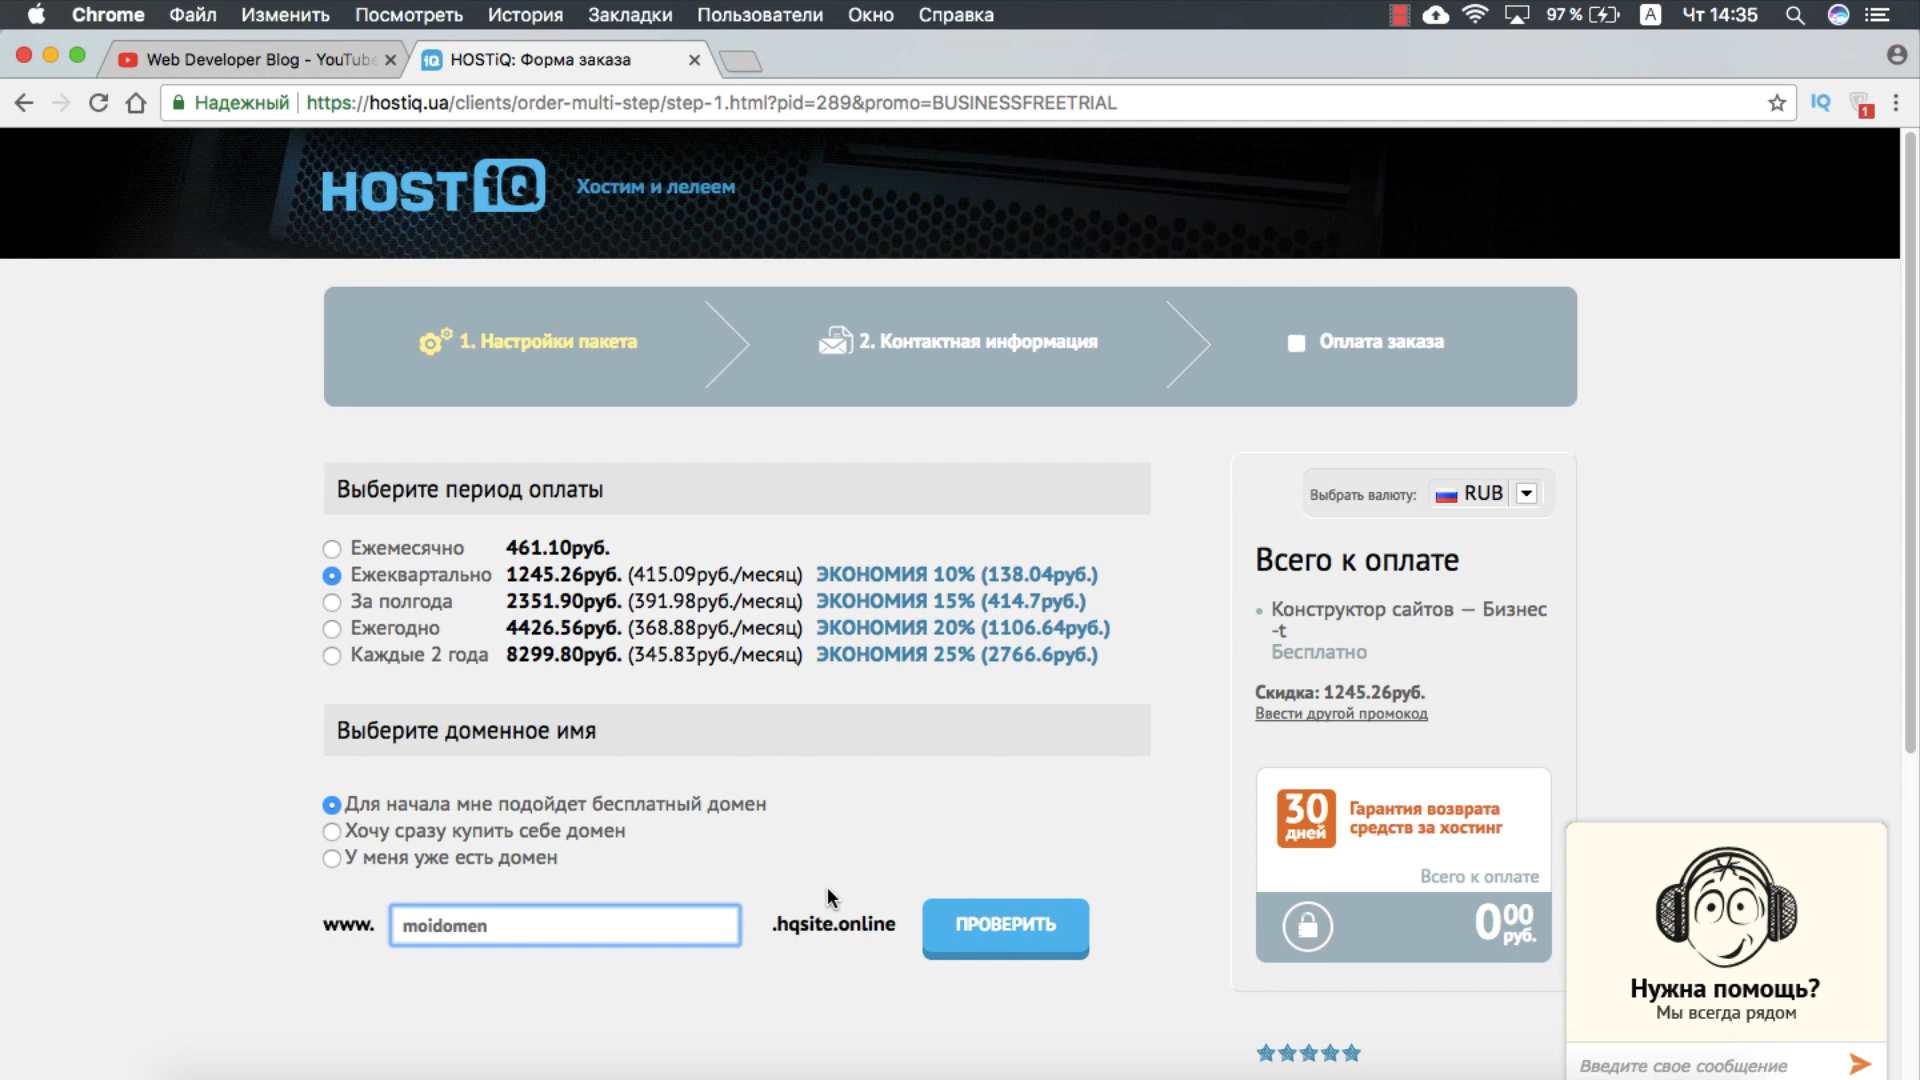 Chrome Файл Изменить Посмотреть История Закладки Пользователи Окно Справка 97 % A Чт 14:35
Web Developer Blog - YouTube
HOSTiQ: Форма заказа
Надежный https://hostiq.ua/clients/order-multi-step/step-1.html?pid=289&promo=BUSINESSFREETRIAL IQ 1
HOST iQ Хостим и лелеем
1. Настройки пакета
2. Контактная информация
Оплата заказа
Выберите период оплаты
Ежемесячно 461.10руб.
Ежеквартально 1245.26руб. (415.09руб./месяц) ЭКОНОМИЯ 10% (138.04руб.)
За полгода 2351.90руб. (391.98руб./месяц) ЭКОНОМИЯ 15% (414.7руб.)
Ежегодно 4426.56руб. (368.88руб./месяц) ЭКОНОМИЯ 20% (1106.64руб.)
Каждые 2 года 8299.80руб. (345.83руб./месяц) ЭКОНОМИЯ 25% (2766.6руб.)
Выберите доменное имя
Для начала мне подойдет бесплатный домен
Хочу сразу купить себе домен
У меня уже есть домен
www. moidomen .hqsite.online ПРОВЕРИТЬ
Выбрать валюту: RUB
Всего к оплате
Конструктор сайтов — Бизнес
-t
Бесплатно
Скидка: 1245.26руб.
Ввести другой промокод
30 дней
Гарантия возврата
средств за хостинг
Всего к оплате
0 00 руб.
Нужна помощь?
Мы всегда рядом
Введите свое сообщение